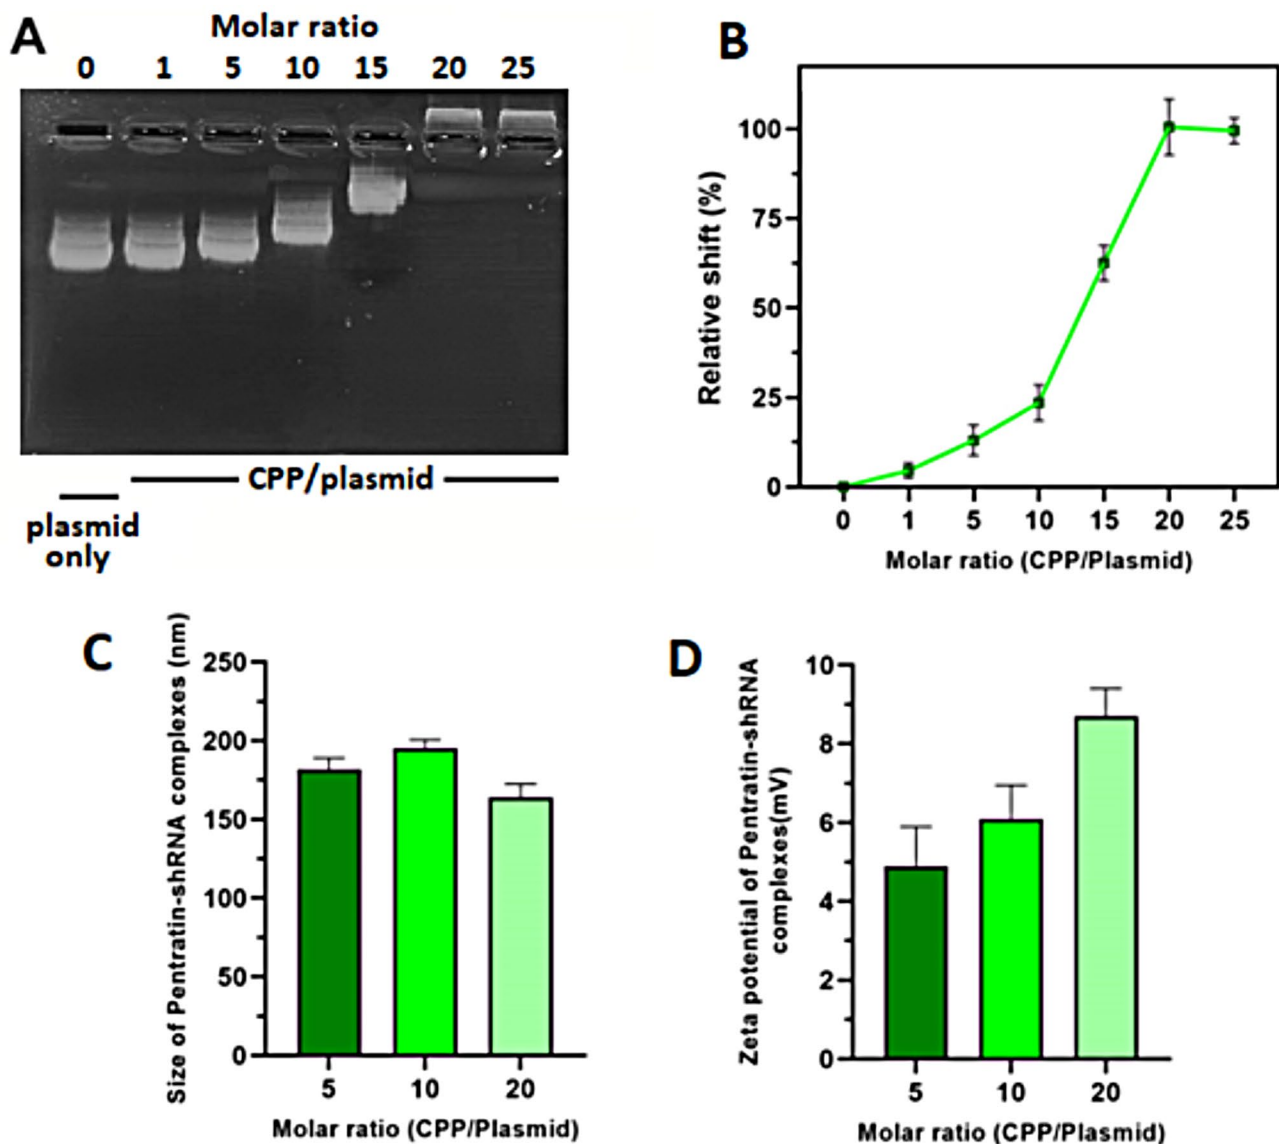 A
Molar ratio
0 1 5 10 15 20 25
CPP/plasmid
plasmid
only
B
Relative shift (%)
100
75
50
25
0
0 1 5 10 15 20 25
Molar ratio (CPP/Plasmid)
C
Size of Pentratin-shRNA complexes (nm)
250
200
150
100
50
0
5 10 20
Molar ratio (CPP/Plasmid)
D
Zeta potential of Pentratin-shRNA
complexes(mV)
10
8
6
4
2
0
5 10 20
Molar ratio (CPP/Plasmid)